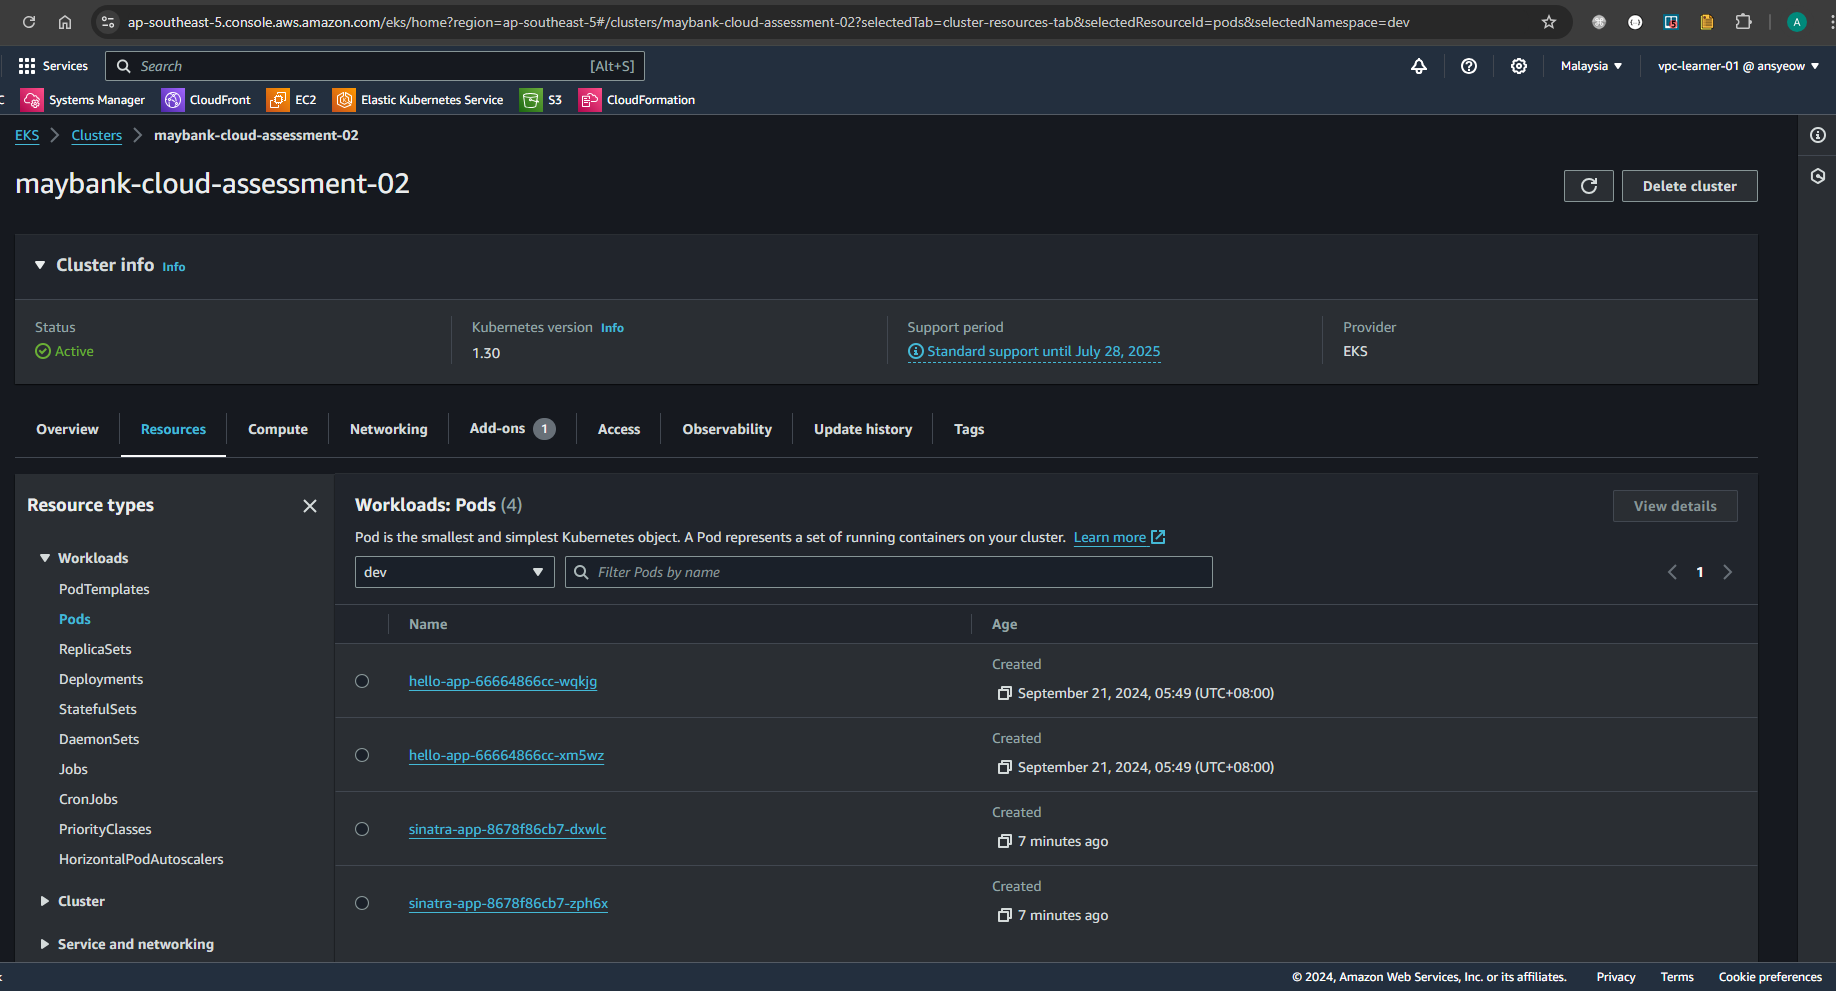 ap-southeast-5.console.aws.amazon.com/eks/home?region=ap-southeast-5#/clusters/maybank-cloud-assessment-02?selectedTab=cluster-resources-tab&selectedResourceId=pods&selectedNamespace=dev
A
Services
Search
[Alt+S]
Malaysia
vpc-learner-01 @ ansyeow
Systems Manager
CloudFront
EC2
Elastic Kubernetes Service
S3
CloudFormation
EKS
Clusters
maybank-cloud-assessment-02
maybank-cloud-assessment-02
Delete cluster
Cluster info Info
Status
Active
Kubernetes version Info
1.30
Support period
Standard support until July 28, 2025
Provider
EKS
Overview
Resources
Compute
Networking
Add-ons 1
Access
Observability
Update history
Tags
Resource types
Workloads
PodTemplates
Pods
ReplicaSets
Deployments
StatefulSets
DaemonSets
Jobs
CronJobs
PriorityClasses
HorizontalPodAutoscalers
Cluster
Service and networking
Workloads: Pods (4)
View details
Pod is the smallest and simplest Kubernetes object. A Pod represents a set of running containers on your cluster. Learn more
dev
Filter Pods by name
1
Name
Age
hello-app-66664866cc-wqkjg
Created
September 21, 2024, 05:49 (UTC+08:00)
hello-app-66664866cc-xm5wz
Created
September 21, 2024, 05:49 (UTC+08:00)
sinatra-app-8678f86cb7-dxwlc
Created
7 minutes ago
sinatra-app-8678f86cb7-zph6x
Created
7 minutes ago
© 2024, Amazon Web Services, Inc. or its affiliates.
Privacy
Terms
Cookie preferences